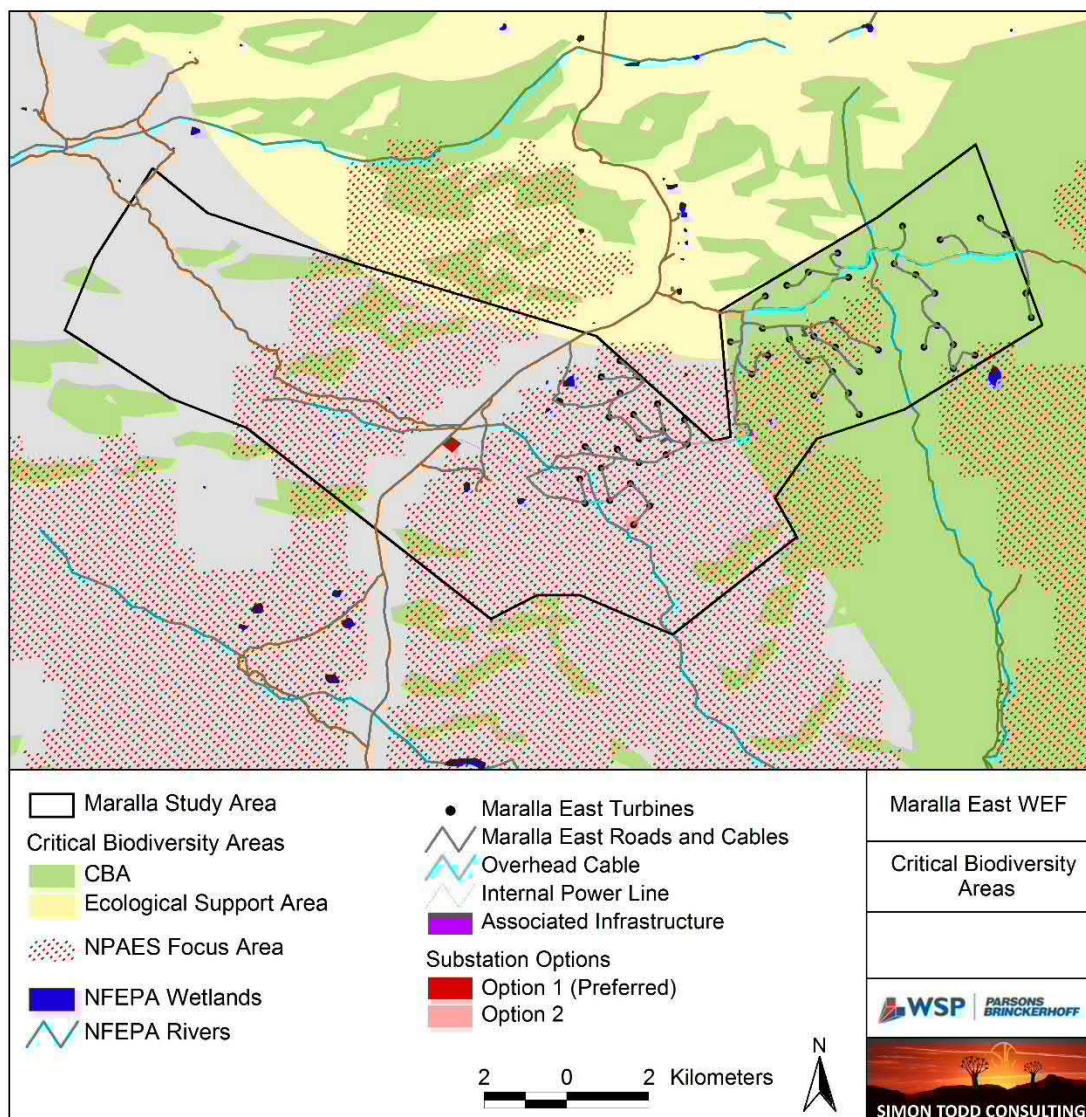 Maralla Study Area
Critical Biodiversity Areas
CBA
Ecological Support Area
NPAES Focus Area
NFEPA Wetlands
NFEPA Rivers
Maralla East Turbines
Maralla East Roads and Cables
Overhead Cable
Internal Power Line
Associated Infrastructure
Substation Options
Option 1 (Preferred)
Option 2
2 0 2 Kilometers
N
Maralla East WEF
Critical Biodiversity
Areas
WSP PARSONS
BRINCKERHOFF
SIMON TODD CONSULTING